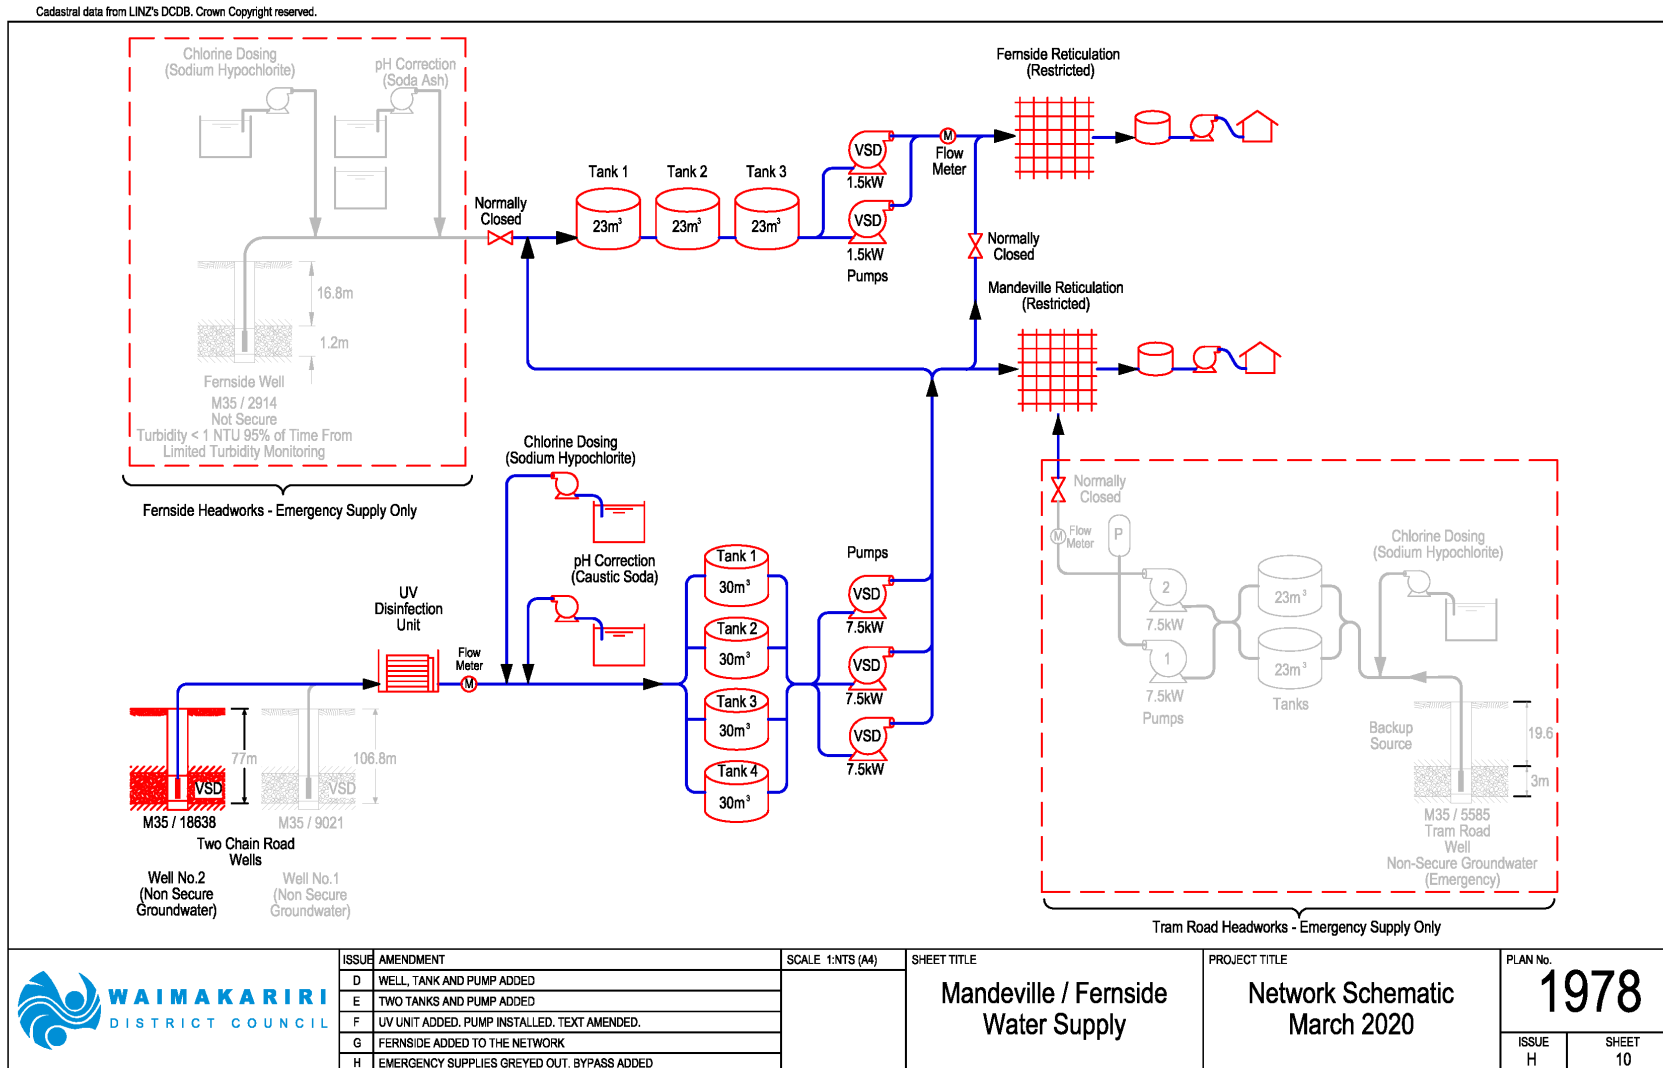 Cadastral data from LINZ's DCDB. Crown Copyright reserved.
Chlorine Dosing
(Sodium Hypochlorite)
pH Correction
(Soda Ash)
16.8m
1.2m
Fernside Well
M35 / 2914
Not Secure
Turbidity < 1 NTU 95% of Time From
Limited Turbidity Monitoring
Fernside Headworks - Emergency Supply Only
Normally
Closed
Tank 1
23m³
Tank 2
23m³
Tank 3
23m³
VSD
1.5kW
VSD
1.5kW
Pumps
M
Flow
Meter
Fernside Reticulation
(Restricted)
Normally
Closed
Mandeville Reticulation
(Restricted)
Chlorine Dosing
(Sodium Hypochlorite)
pH Correction
(Caustic Soda)
UV
Disinfection
Unit
Flow
Meter
M
Tank 1
30m³
Tank 2
30m³
Tank 3
30m³
Tank 4
30m³
Pumps
VSD
7.5kW
VSD
7.5kW
VSD
7.5kW
77m
VSD
M35 / 18638
106.8m
VSD
M35 / 9021
Two Chain Road
Wells
Well No.2
(Non Secure
Groundwater)
Well No.1
(Non Secure
Groundwater)
Normally
Closed
M
Flow
Meter
P
2
7.5kW
1
7.5kW
Pumps
23m³
23m³
Tanks
Chlorine Dosing
(Sodium Hypochlorite)
Backup
Source
19.6
3m
M35 / 5585
Tram Road
Well
Non-Secure Groundwater
(Emergency)
Tram Road Headworks - Emergency Supply Only
WAIMAKARIRI
DISTRICT COUNCIL
ISSUE AMENDMENT
D WELL, TANK AND PUMP ADDED
E TWO TANKS AND PUMP ADDED
F UV UNIT ADDED. PUMP INSTALLED. TEXT AMENDED.
G FERNSIDE ADDED TO THE NETWORK
H EMERGENCY SUPPLIES GREYED OUT. BYPASS ADDED
SCALE 1:NTS (A4)
SHEET TITLE
Mandeville / Fernside
Water Supply
PROJECT TITLE
Network Schematic
March 2020
PLAN No.
1978
ISSUE
H
SHEET
10